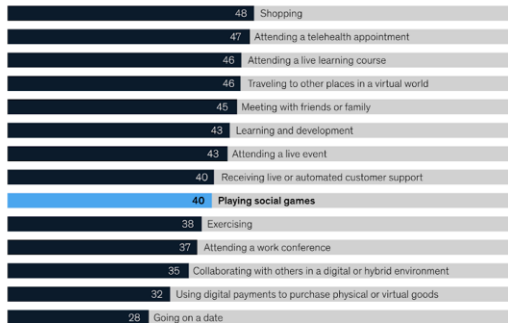 48 Shopping
47 Attending a telehealth appointment
46 Attending a live learning course
46 Traveling to other places in a virtual world
45 Meeting with friends or family
43 Learning and development
43 Attending a live event
40 Receiving live or automated customer support
40 Playing social games
38 Exercising
37 Attending a work conference
35 Collaborating with others in a digital or hybrid environment
32 Using digital payments to purchase physical or virtual goods
28 Going on a date